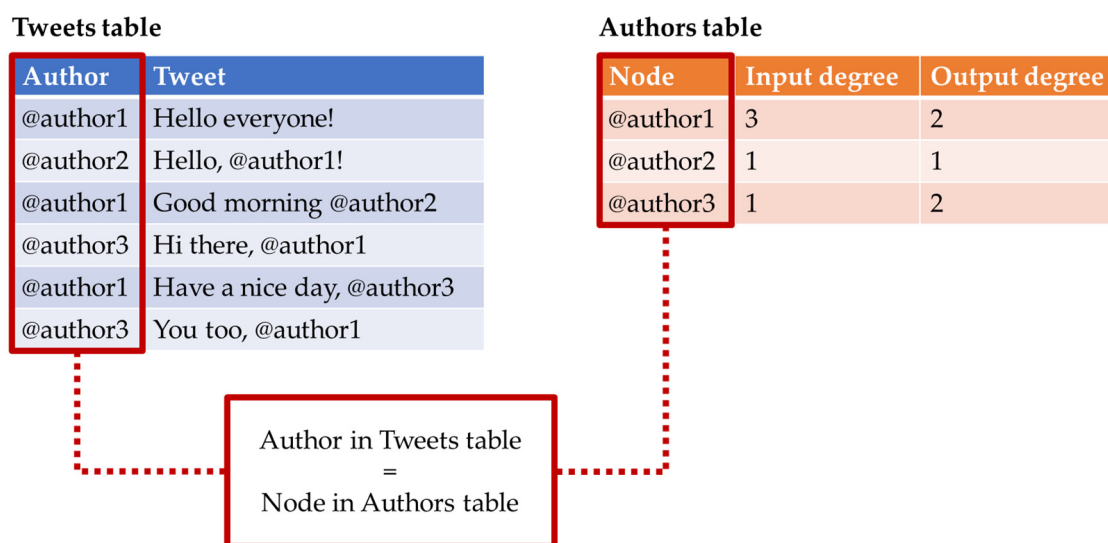 Tweets table
Author Tweet
@author1 Hello everyone!
@author2 Hello, @author1!
@author1 Good morning @author2
@author3 Hi there, @author1
@author1 Have a nice day, @author3
@author3 You too, @author1
Authors table
Node Input degree Output degree
@author1 3 2
@author2 1 1
@author3 1 2
Author in Tweets table
=
Node in Authors table